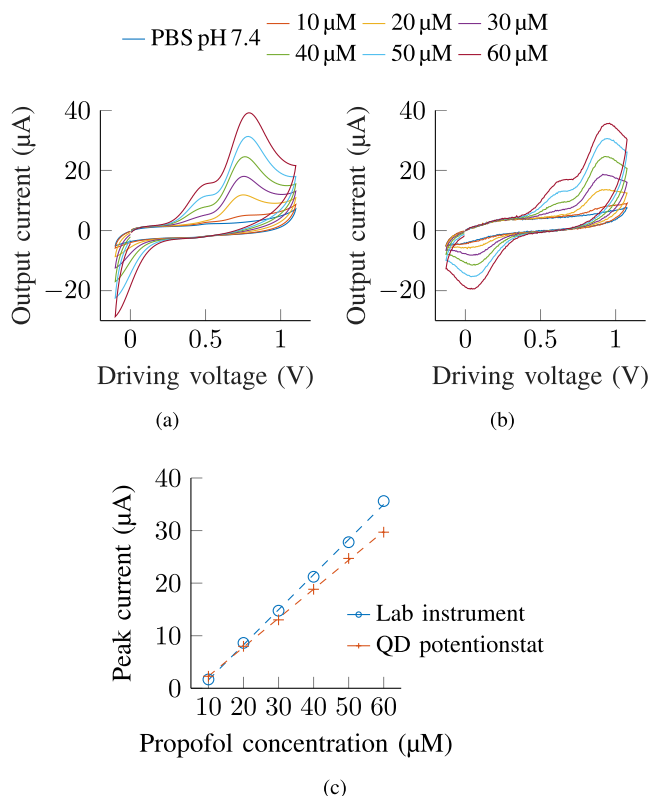 PBS pH 7.4
10 µM 20 µM 30 µM
40 µM 50 µM 60 µM
40
20
0
−20
Output current (µA)
0 0.5 1
Driving voltage (V)
(a)
40
20
0
−20
Output current (µA)
0 0.5 1
Driving voltage (V)
(b)
40
30
20
10
0
Peak current (µA)
Lab instrument
QD potentionstat
10 20 30 40 50 60
Propofol concentration (µM)
(c)